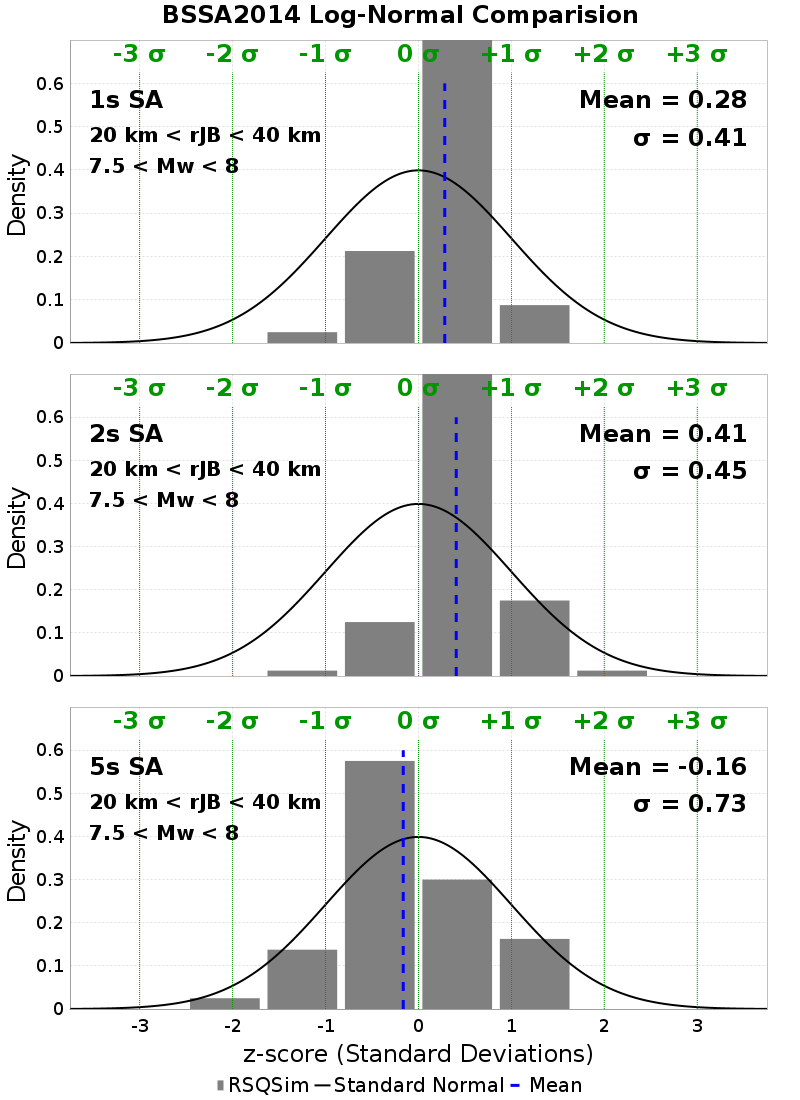 BSSA2014 Log-Normal Comparision
-3 σ -2 σ -1 σ 0 σ +1 σ +2 σ +3 σ
1s SA
20 km < rJB < 40 km
7.5 < Mw < 8
Mean = 0.28
σ = 0.41
Density
0.6
0.5
0.4
0.3
0.2
0.1
0
-3 σ -2 σ -1 σ 0 σ +1 σ +2 σ +3 σ
2s SA
20 km < rJB < 40 km
7.5 < Mw < 8
Mean = 0.41
σ = 0.45
Density
0.6
0.5
0.4
0.3
0.2
0.1
0
-3 σ -2 σ -1 σ 0 σ +1 σ +2 σ +3 σ
5s SA
20 km < rJB < 40 km
7.5 < Mw < 8
Mean = -0.16
σ = 0.73
Density
0.6
0.5
0.4
0.3
0.2
0.1
0
-3 -2 -1 0 1 2 3
z-score (Standard Deviations)
RSQSim Standard Normal Mean